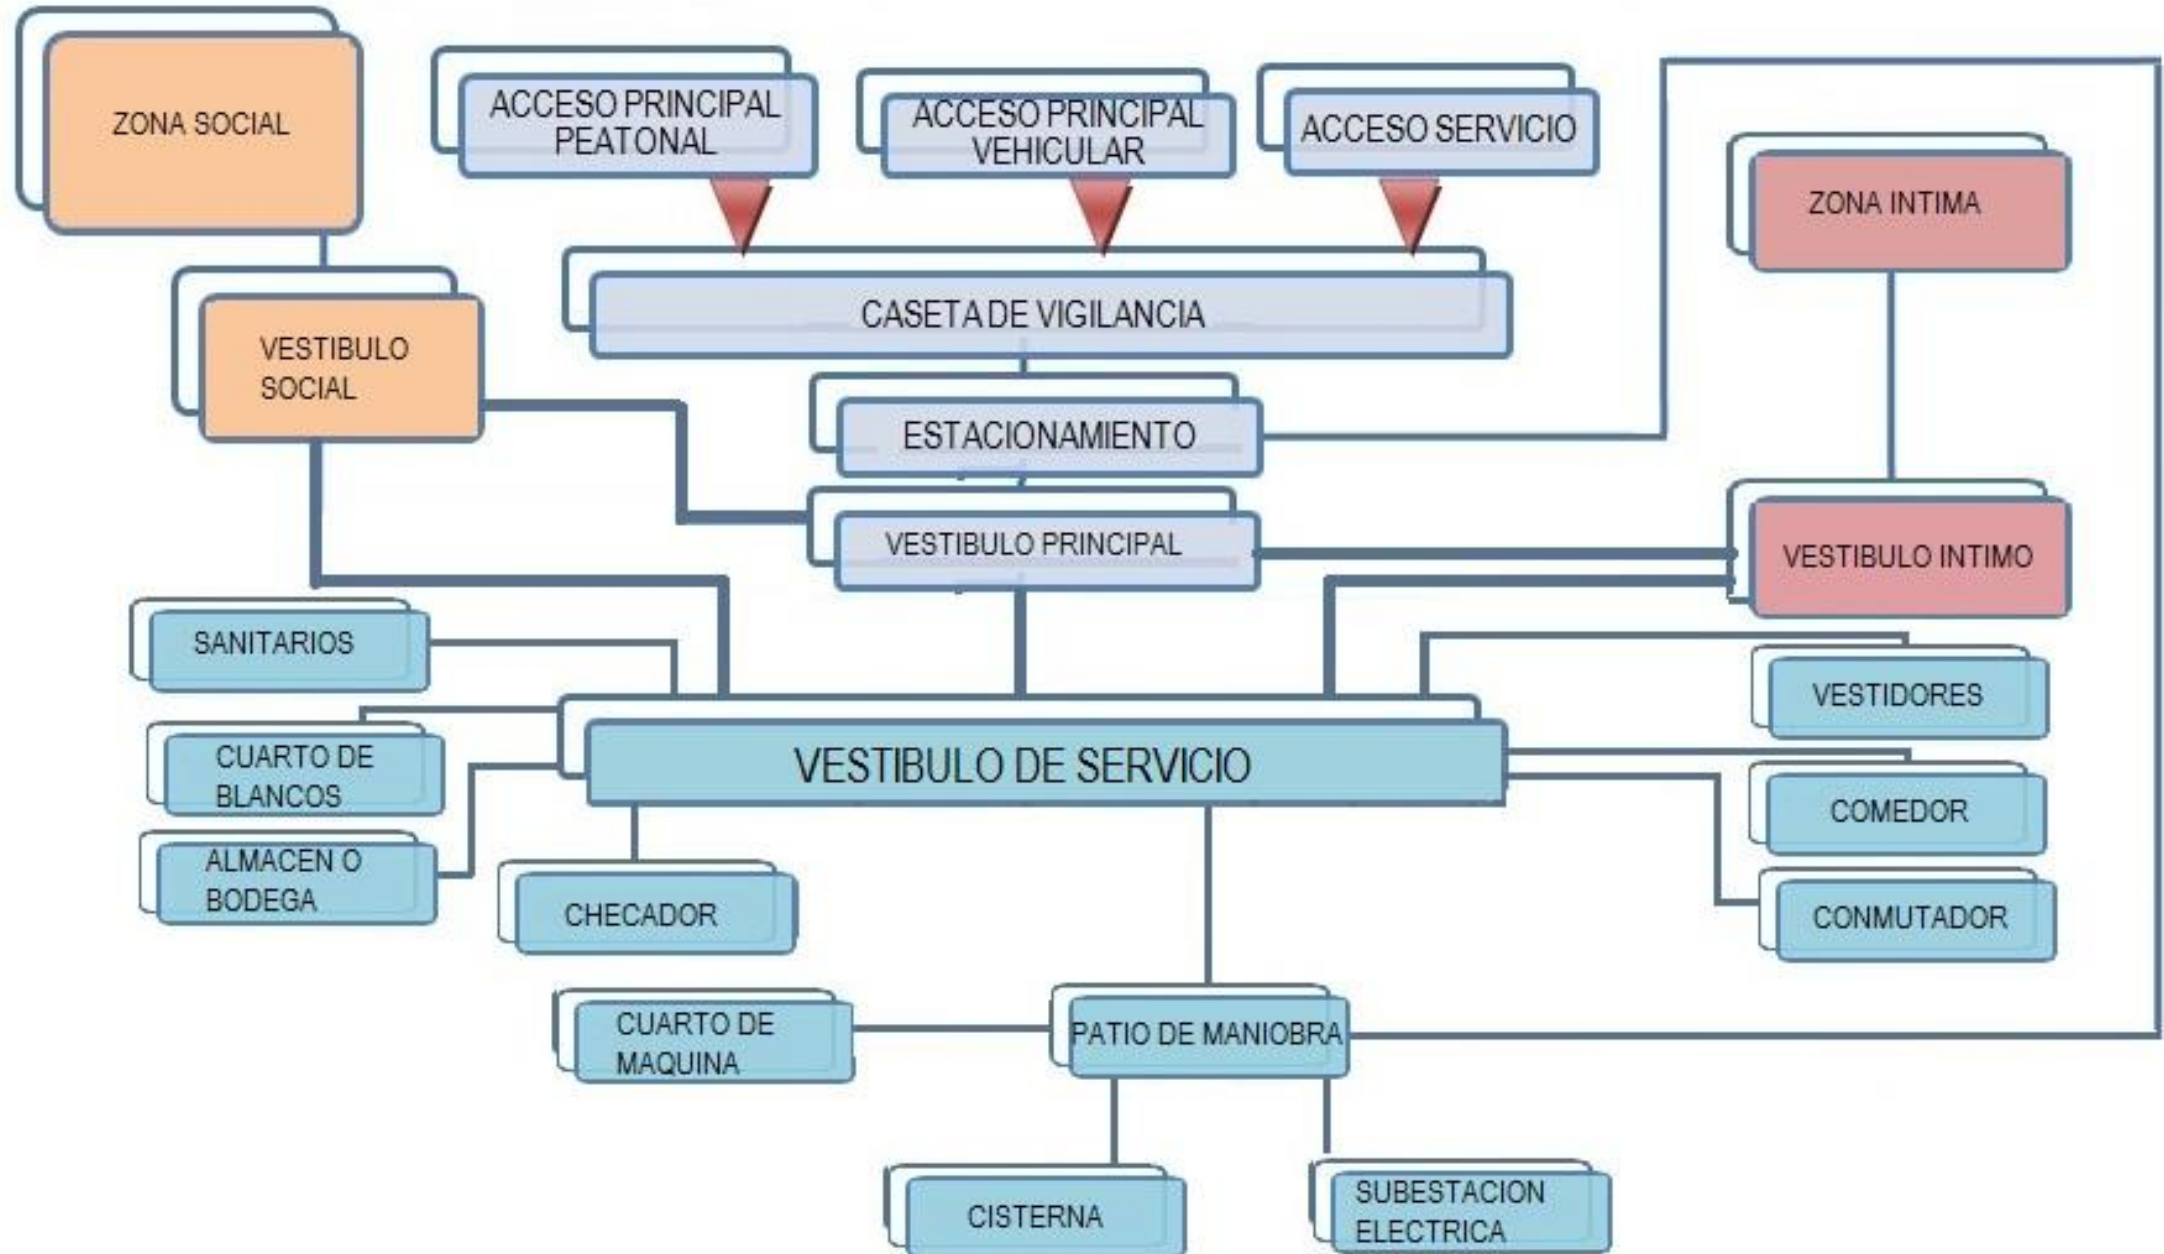 ZONA SOCIAL
ACCESO PRINCIPAL
PEATONAL
ACCESO PRINCIPAL
VEHICULAR
ACCESO SERVICIO
ZONA INTIMA
CASETA DE VIGILANCIA
VESTIBULO
SOCIAL
ESTACIONAMIENTO
VESTIBULO PRINCIPAL
VESTIBULO INTIMO
SANITARIOS
VESTIDORES
CUARTO DE
BLANCOS
VESTIBULO DE SERVICIO
COMEDOR
ALMACEN O
BODEGA
CHECADOR
CONMUTADOR
CUARTO DE
MAQUINA
PATIO DE MANIOBRA
CISTERNA
SUBESTACION
ELECTRICA